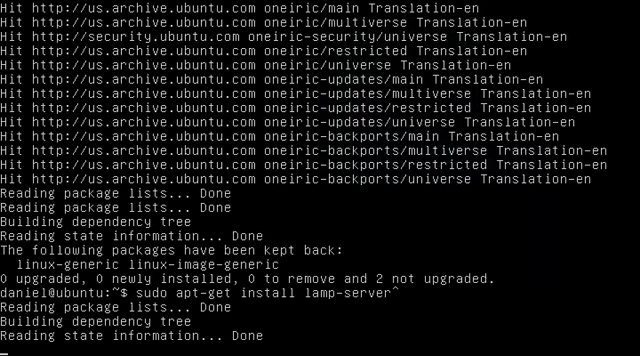 Hit http://us.archive.ubuntu.com oneiric/main Translation-en
Hit http://us.archive.ubuntu.com oneiric/multiverse Translation-en
Hit http://security.ubuntu.com oneiric-security/universe Translation-en
Hit http://us.archive.ubuntu.com oneiric/restricted Translation-en
Hit http://us.archive.ubuntu.com oneiric/universe Translation-en
Hit http://us.archive.ubuntu.com oneiric-updates/main Translation-en
Hit http://us.archive.ubuntu.com oneiric-updates/multiverse Translation-en
Hit http://us.archive.ubuntu.com oneiric-updates/restricted Translation-en
Hit http://us.archive.ubuntu.com oneiric-updates/universe Translation-en
Hit http://us.archive.ubuntu.com oneiric-backports/main Translation-en
Hit http://us.archive.ubuntu.com oneiric-backports/multiverse Translation-en
Hit http://us.archive.ubuntu.com oneiric-backports/restricted Translation-en
Hit http://us.archive.ubuntu.com oneiric-backports/universe Translation-en
Reading package lists... Done
Reading package lists... Done
Building dependency tree
Reading state information... Done
The following packages have been kept back:
  linux-generic linux-image-generic
0 upgraded, 0 newly installed, 0 to remove and 2 not upgraded.
daniel@ubuntu:~$ sudo apt-get install lamp-server^
Reading package lists... Done
Building dependency tree
Reading state information... Done